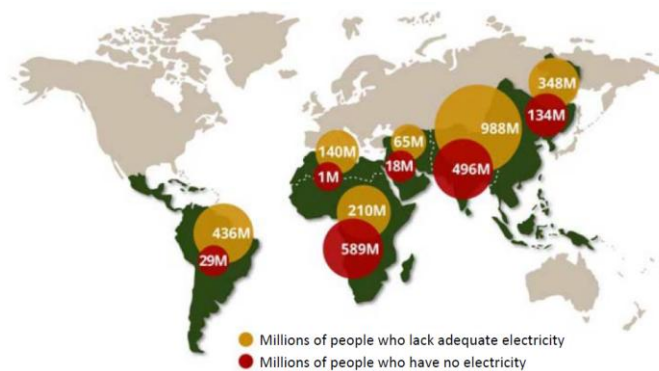 348M
134M
988M
65M
140M
18M
496M
1M
210M
436M
589M
29M
Millions of people who lack adequate electricity
Millions of people who have no electricity